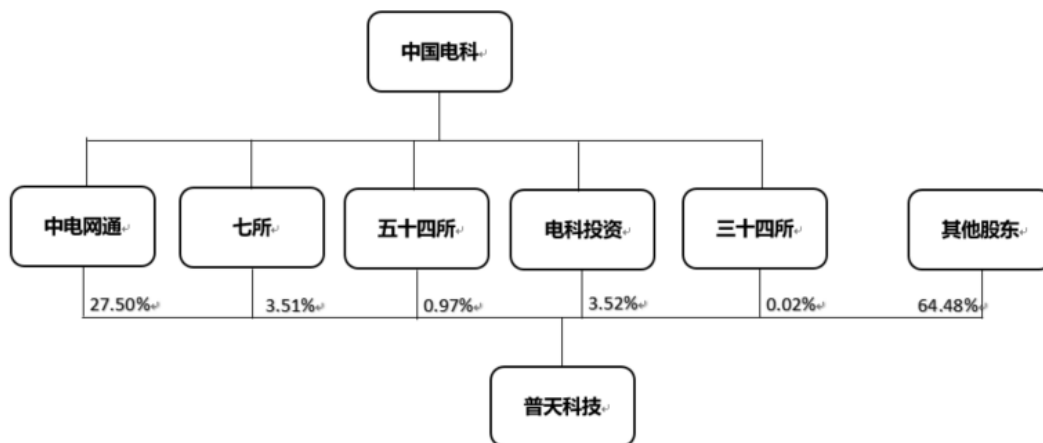 中国电科
中电网通
七所
五十四所
电科投资
三十四所
其他股东
27.50%
3.51%
0.97%
3.52%
0.02%
64.48%
普天科技